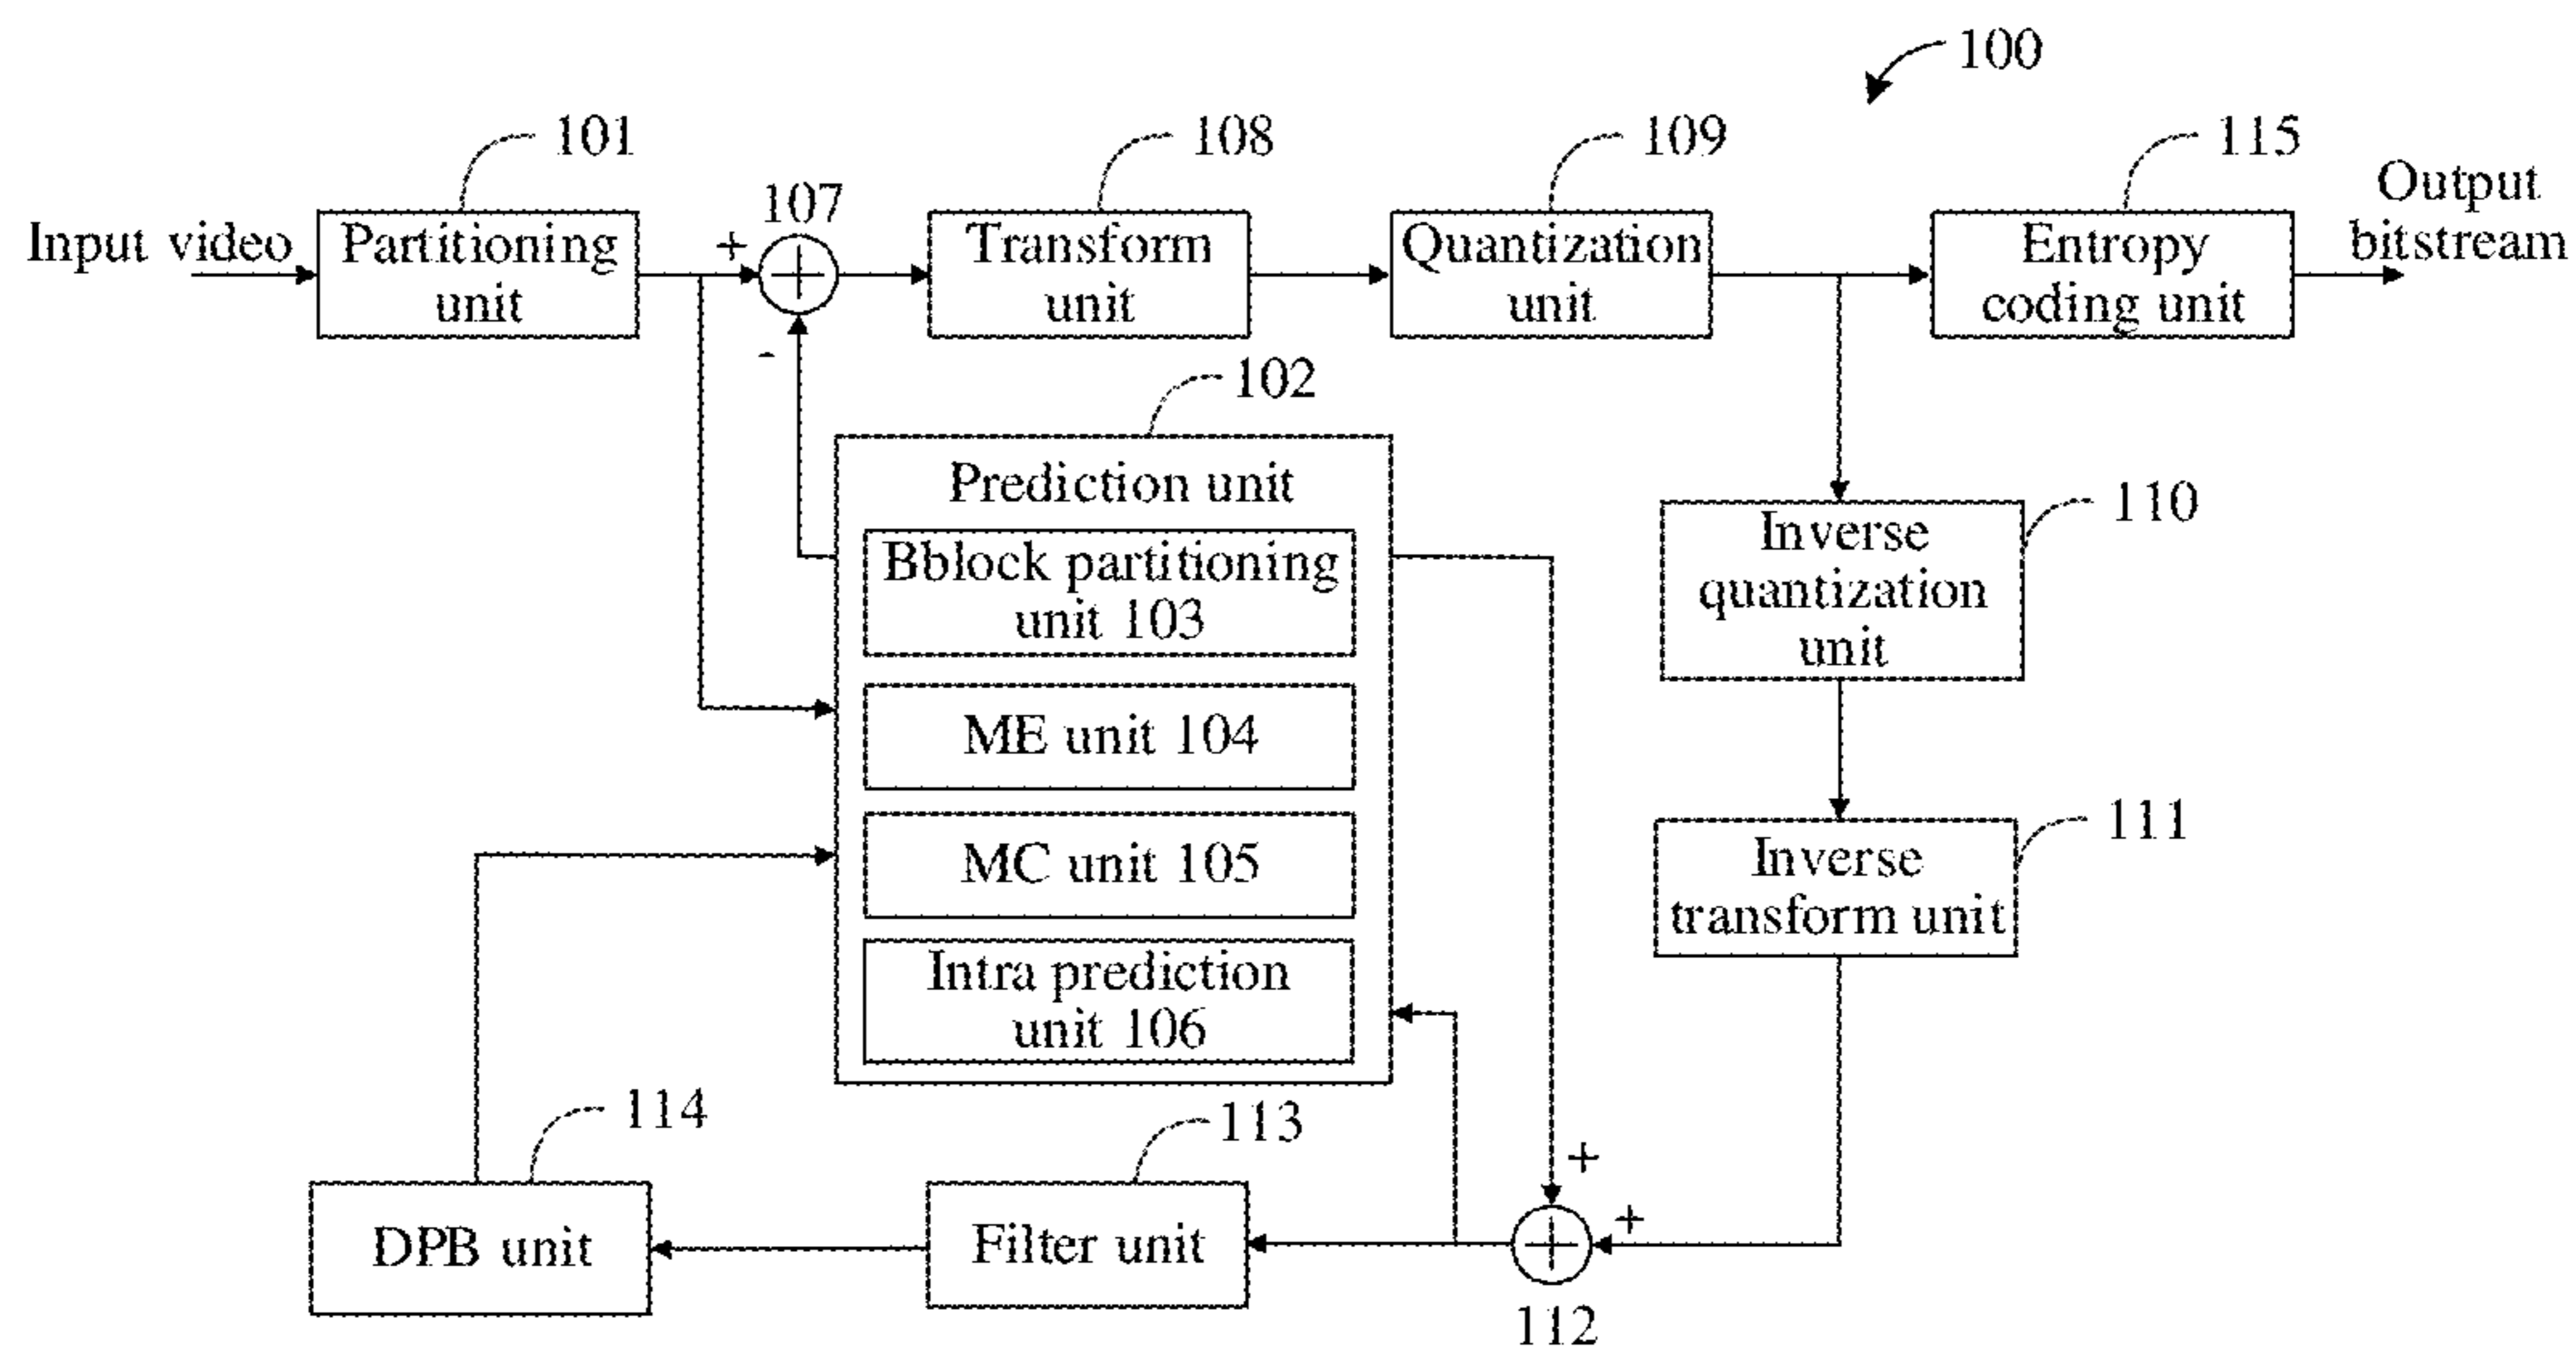 100
101
108
109
115
107
Output
bitstream
Input video
Partitioning
unit
+
-
Transform
unit
Quantization
unit
Entropy
coding unit
102
Prediction unit
Bblock partitioning
unit 103
ME unit 104
MC unit 105
Intra prediction
unit 106
110
Inverse
quantization
unit
111
Inverse
transform unit
114
DPB unit
113
Filter unit
+
+
112